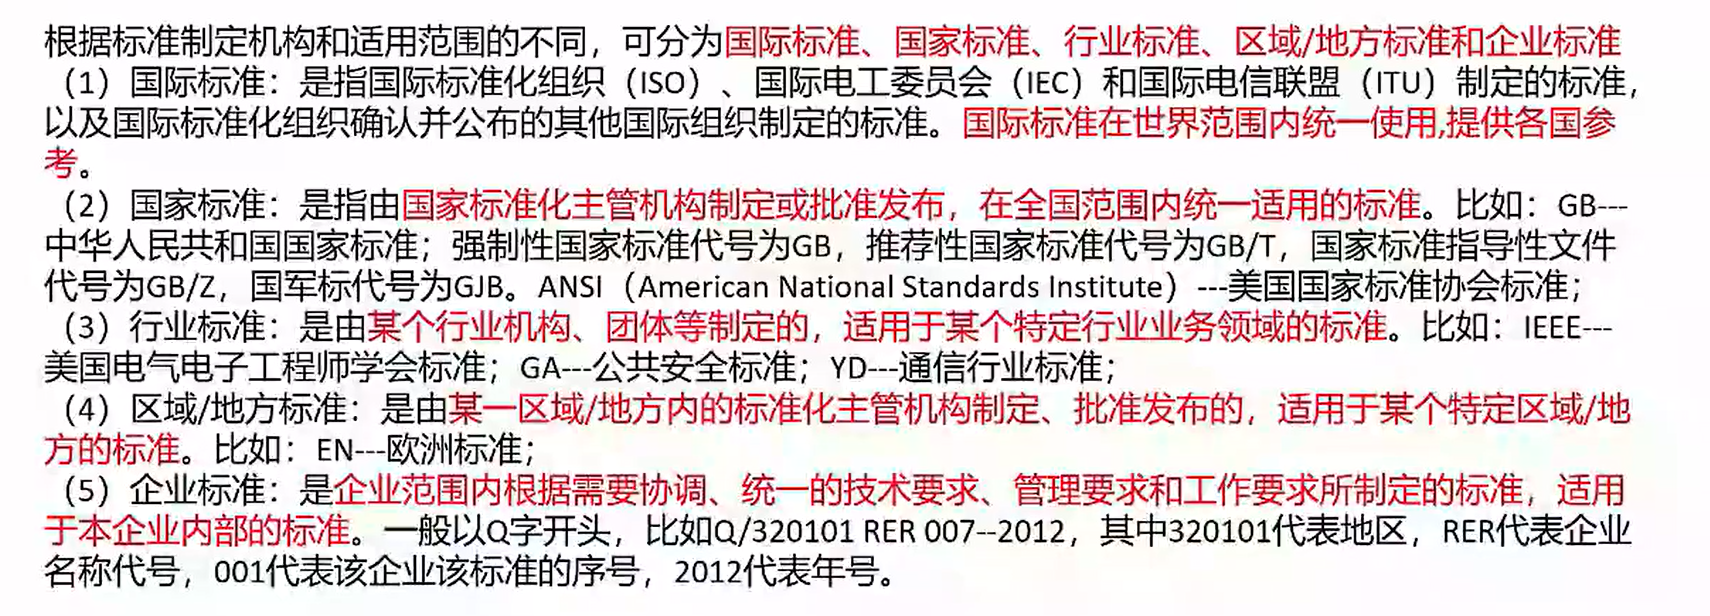 根据标准制定机构和适用范围的不同，可分为国际标准、国家标准、行业标准、区域/地方标准和企业标准
（1）国际标准：是指国际标准化组织（ISO）、国际电工委员会（IEC）和国际电信联盟（ITU）制定的标准，
以及国际标准化组织确认并公布的其他国际组织制定的标准。国际标准在世界范围内统一使用,提供各国参
考。
（2）国家标准：是指由国家标准化主管机构制定或批准发布，在全国范围内统一适用的标准。比如：GB---
中华人民共和国国家标准；强制性国家标准代号为GB，推荐性国家标准代号为GB/T，国家标准指导性文件
代号为GB/Z，国军标代号为GJB。ANSI（American National Standards Institute）---美国国家标准协会标准；
（3）行业标准：是由某个行业机构、团体等制定的，适用于某个特定行业业务领域的标准。比如：IEEE---
美国电气电子工程师学会标准；GA---公共安全标准；YD---通信行业标准；
（4）区域/地方标准：是由某一区域/地方内的标准化主管机构制定、批准发布的，适用于某个特定区域/地
方的标准。比如：EN---欧洲标准；
（5）企业标准：是企业范围内根据需要协调、统一的技术要求、管理要求和工作要求所制定的标准，适用
于本企业内部的标准。一般以Q字开头，比如Q/320101 RER 007--2012，其中320101代表地区，RER代表企业
名称代号，001代表该企业该标准的序号，2012代表年号。